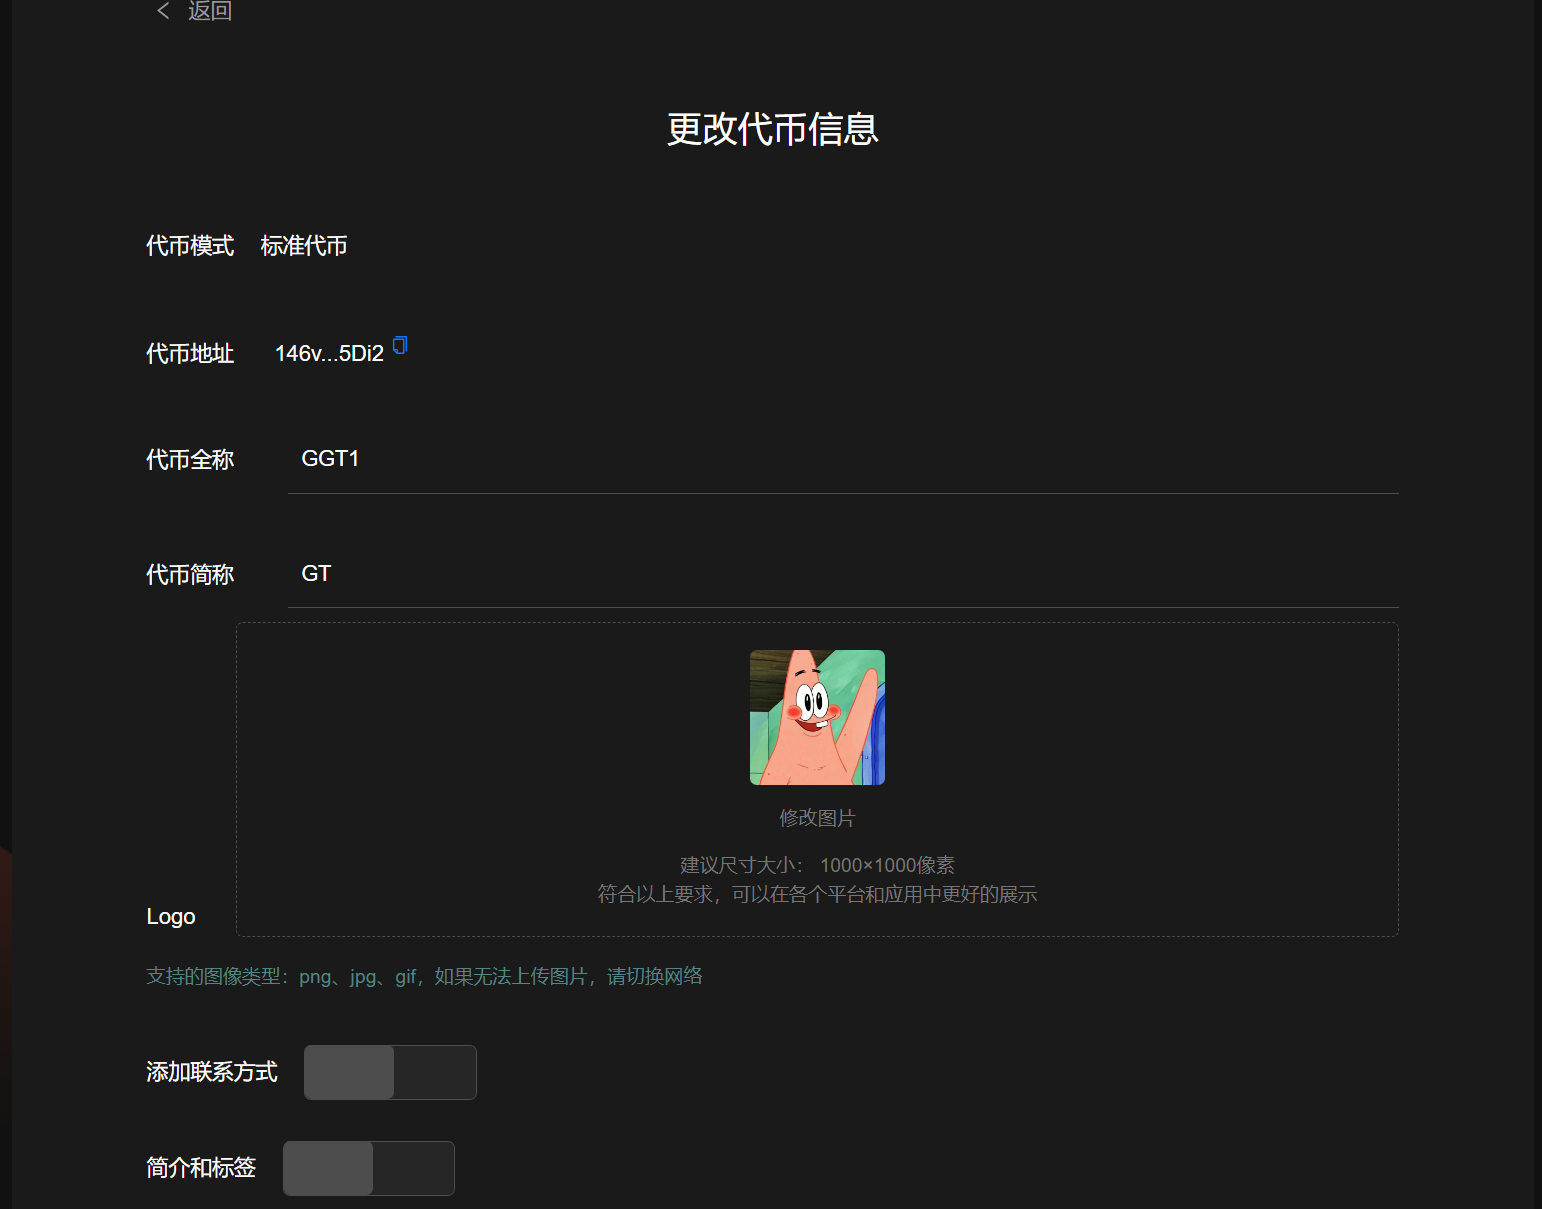 返回
更改代币信息
代币模式 标准代币
代币地址 146v...5Di2
代币全称 GGT1
代币简称 GT
修改图片
建议尺寸大小： 1000×1000像素
符合以上要求，可以在各个平台和应用中更好的展示
Logo
支持的图像类型：png、jpg、gif，如果无法上传图片，请切换网络
添加联系方式
简介和标签